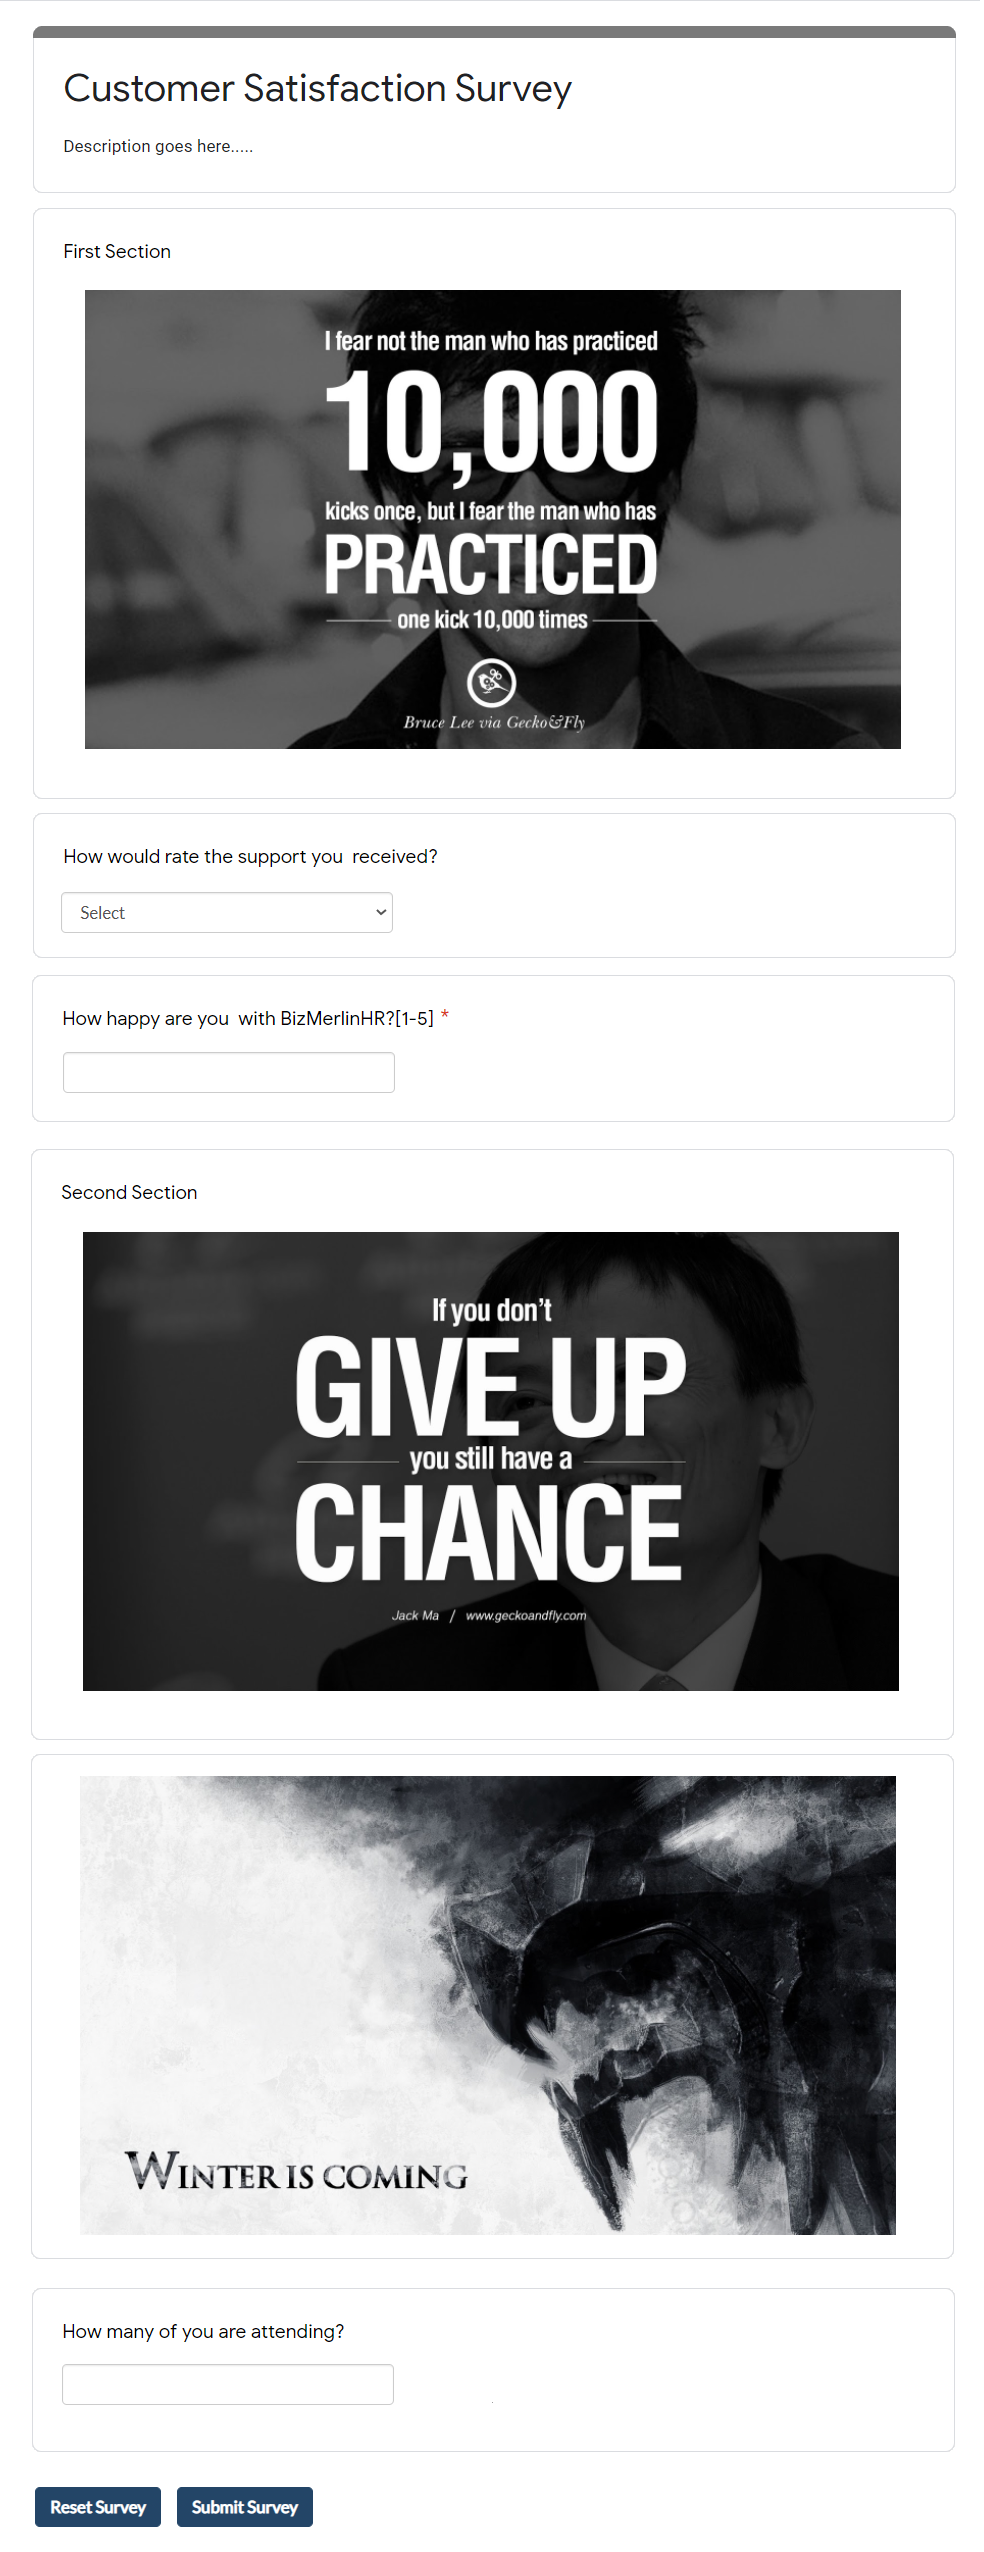 Customer Satisfaction Survey
Description goes here.....
First Section
I fear not the man who has practiced
10,000
kicks once, but I fear the man who has
PRACTICED
one kick 10,000 times
Bruce Lee via Gecko&Fly
How would rate the support you  received?
Select
How happy are you  with BizMerlinHR?[1-5] *
Second Section
If you don't
GIVE UP
you still have a
CHANCE
Jack Ma / www.geckoandfly.com
WINTER IS COMING
How many of you are attending?
Reset Survey Submit Survey